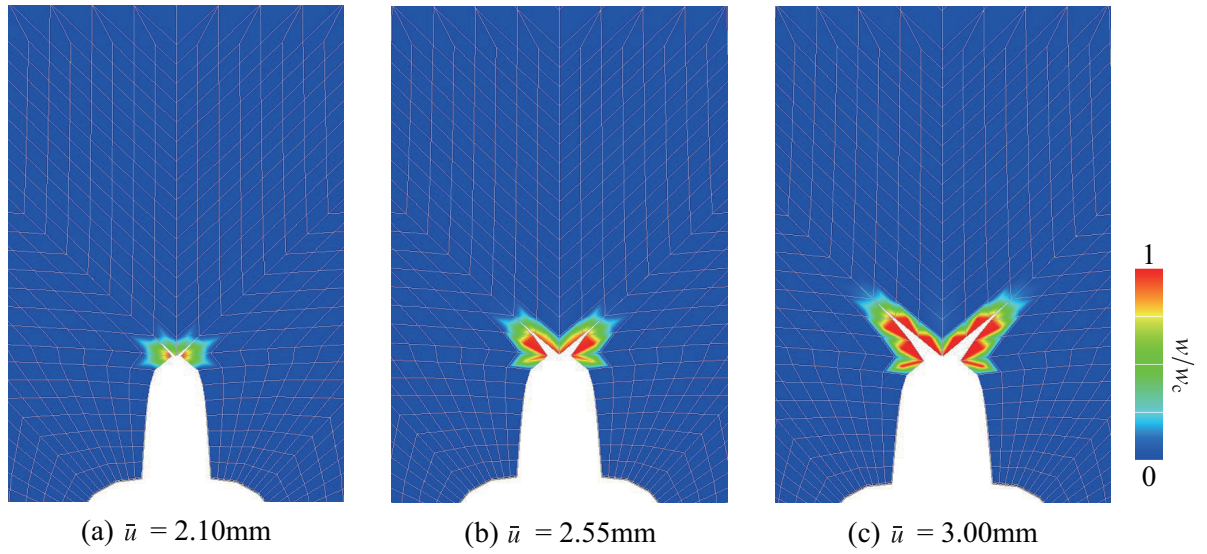 1
w/w_c
0
(a) ū = 2.10mm
(b) ū = 2.55mm
(c) ū = 3.00mm